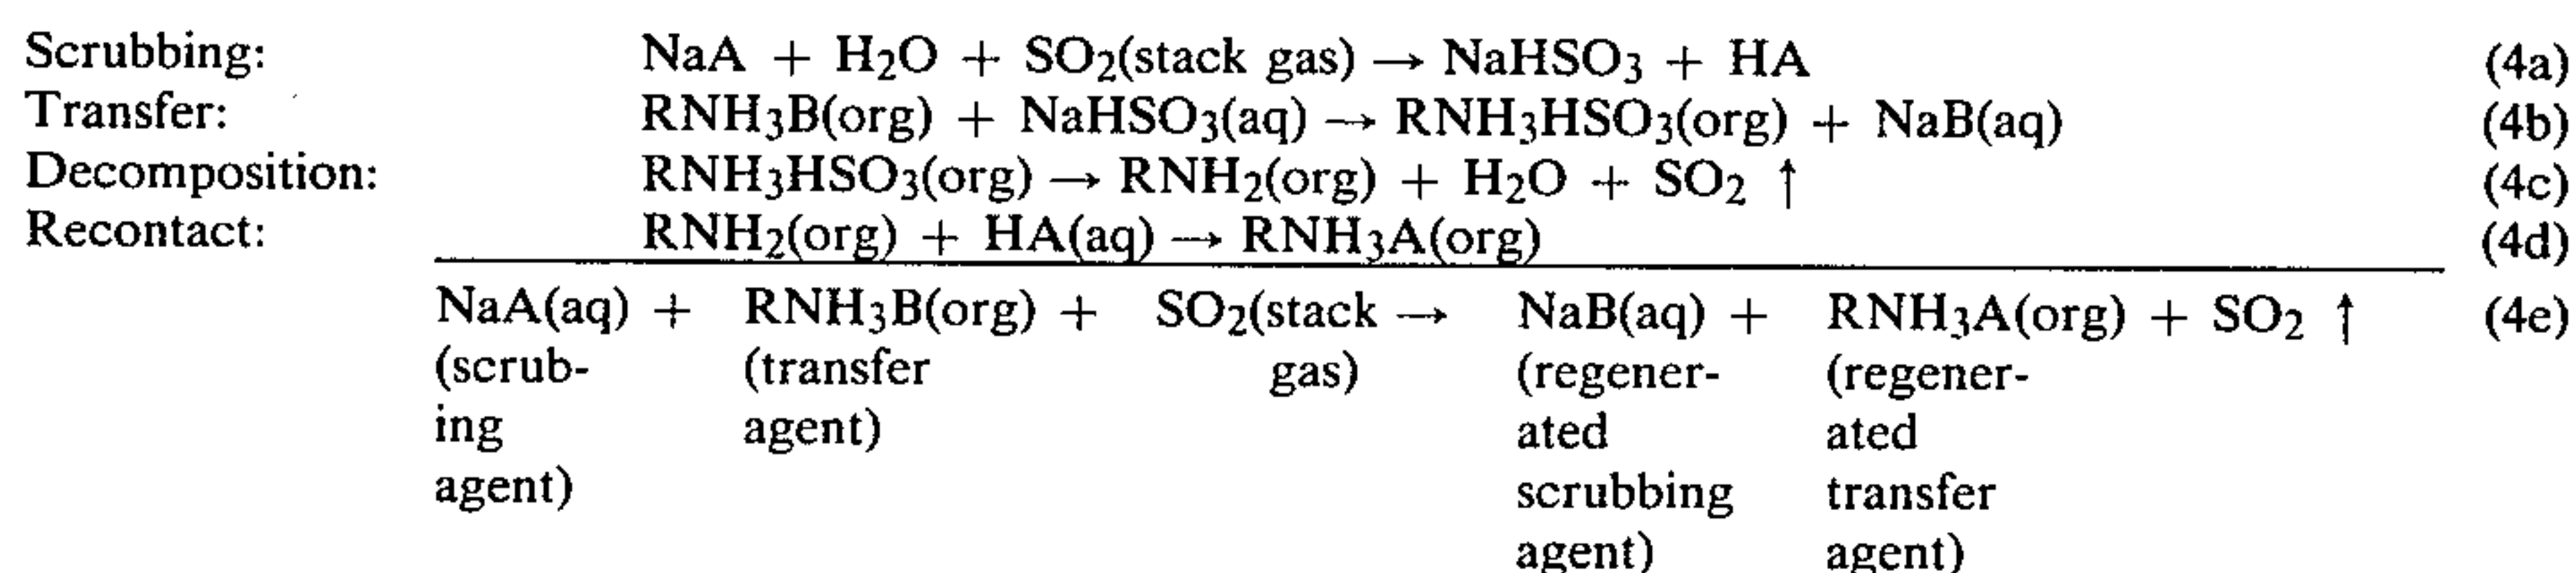 Scrubbing: NaA + H₂O + SO₂(stack gas) → NaHSO₃ + HA (4a)
Transfer: RNH₃B(org) + NaHSO₃(aq) → RNH₃HSO₃(org) + NaB(aq) (4b)
Decomposition: RNH₃HSO₃(org) → RNH₂(org) + H₂O + SO₂ ↑ (4c)
Recontact: RNH₂(org) + HA(aq) → RNH₃A(org) (4d)
NaA(aq) + RNH₃B(org) + SO₂(stack → NaB(aq) + RNH₃A(org) + SO₂ ↑ (4e)
(scrub- (transfer gas) (regener- (regener-
ing agent) ated ated
agent) scrubbing transfer
agent) agent)